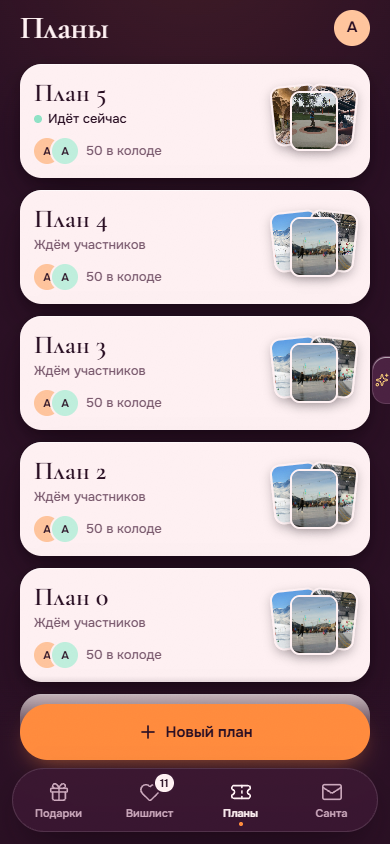 Планы
А
План 5
Идёт сейчас
А А 50 в колоде
План 4
Ждём участников
А А 50 в колоде
План 3
Ждём участников
А А 50 в колоде
План 2
Ждём участников
А А 50 в колоде
План 0
Ждём участников
А А 50 в колоде
Новый план
11
Подарки Вишлист Планы Санта